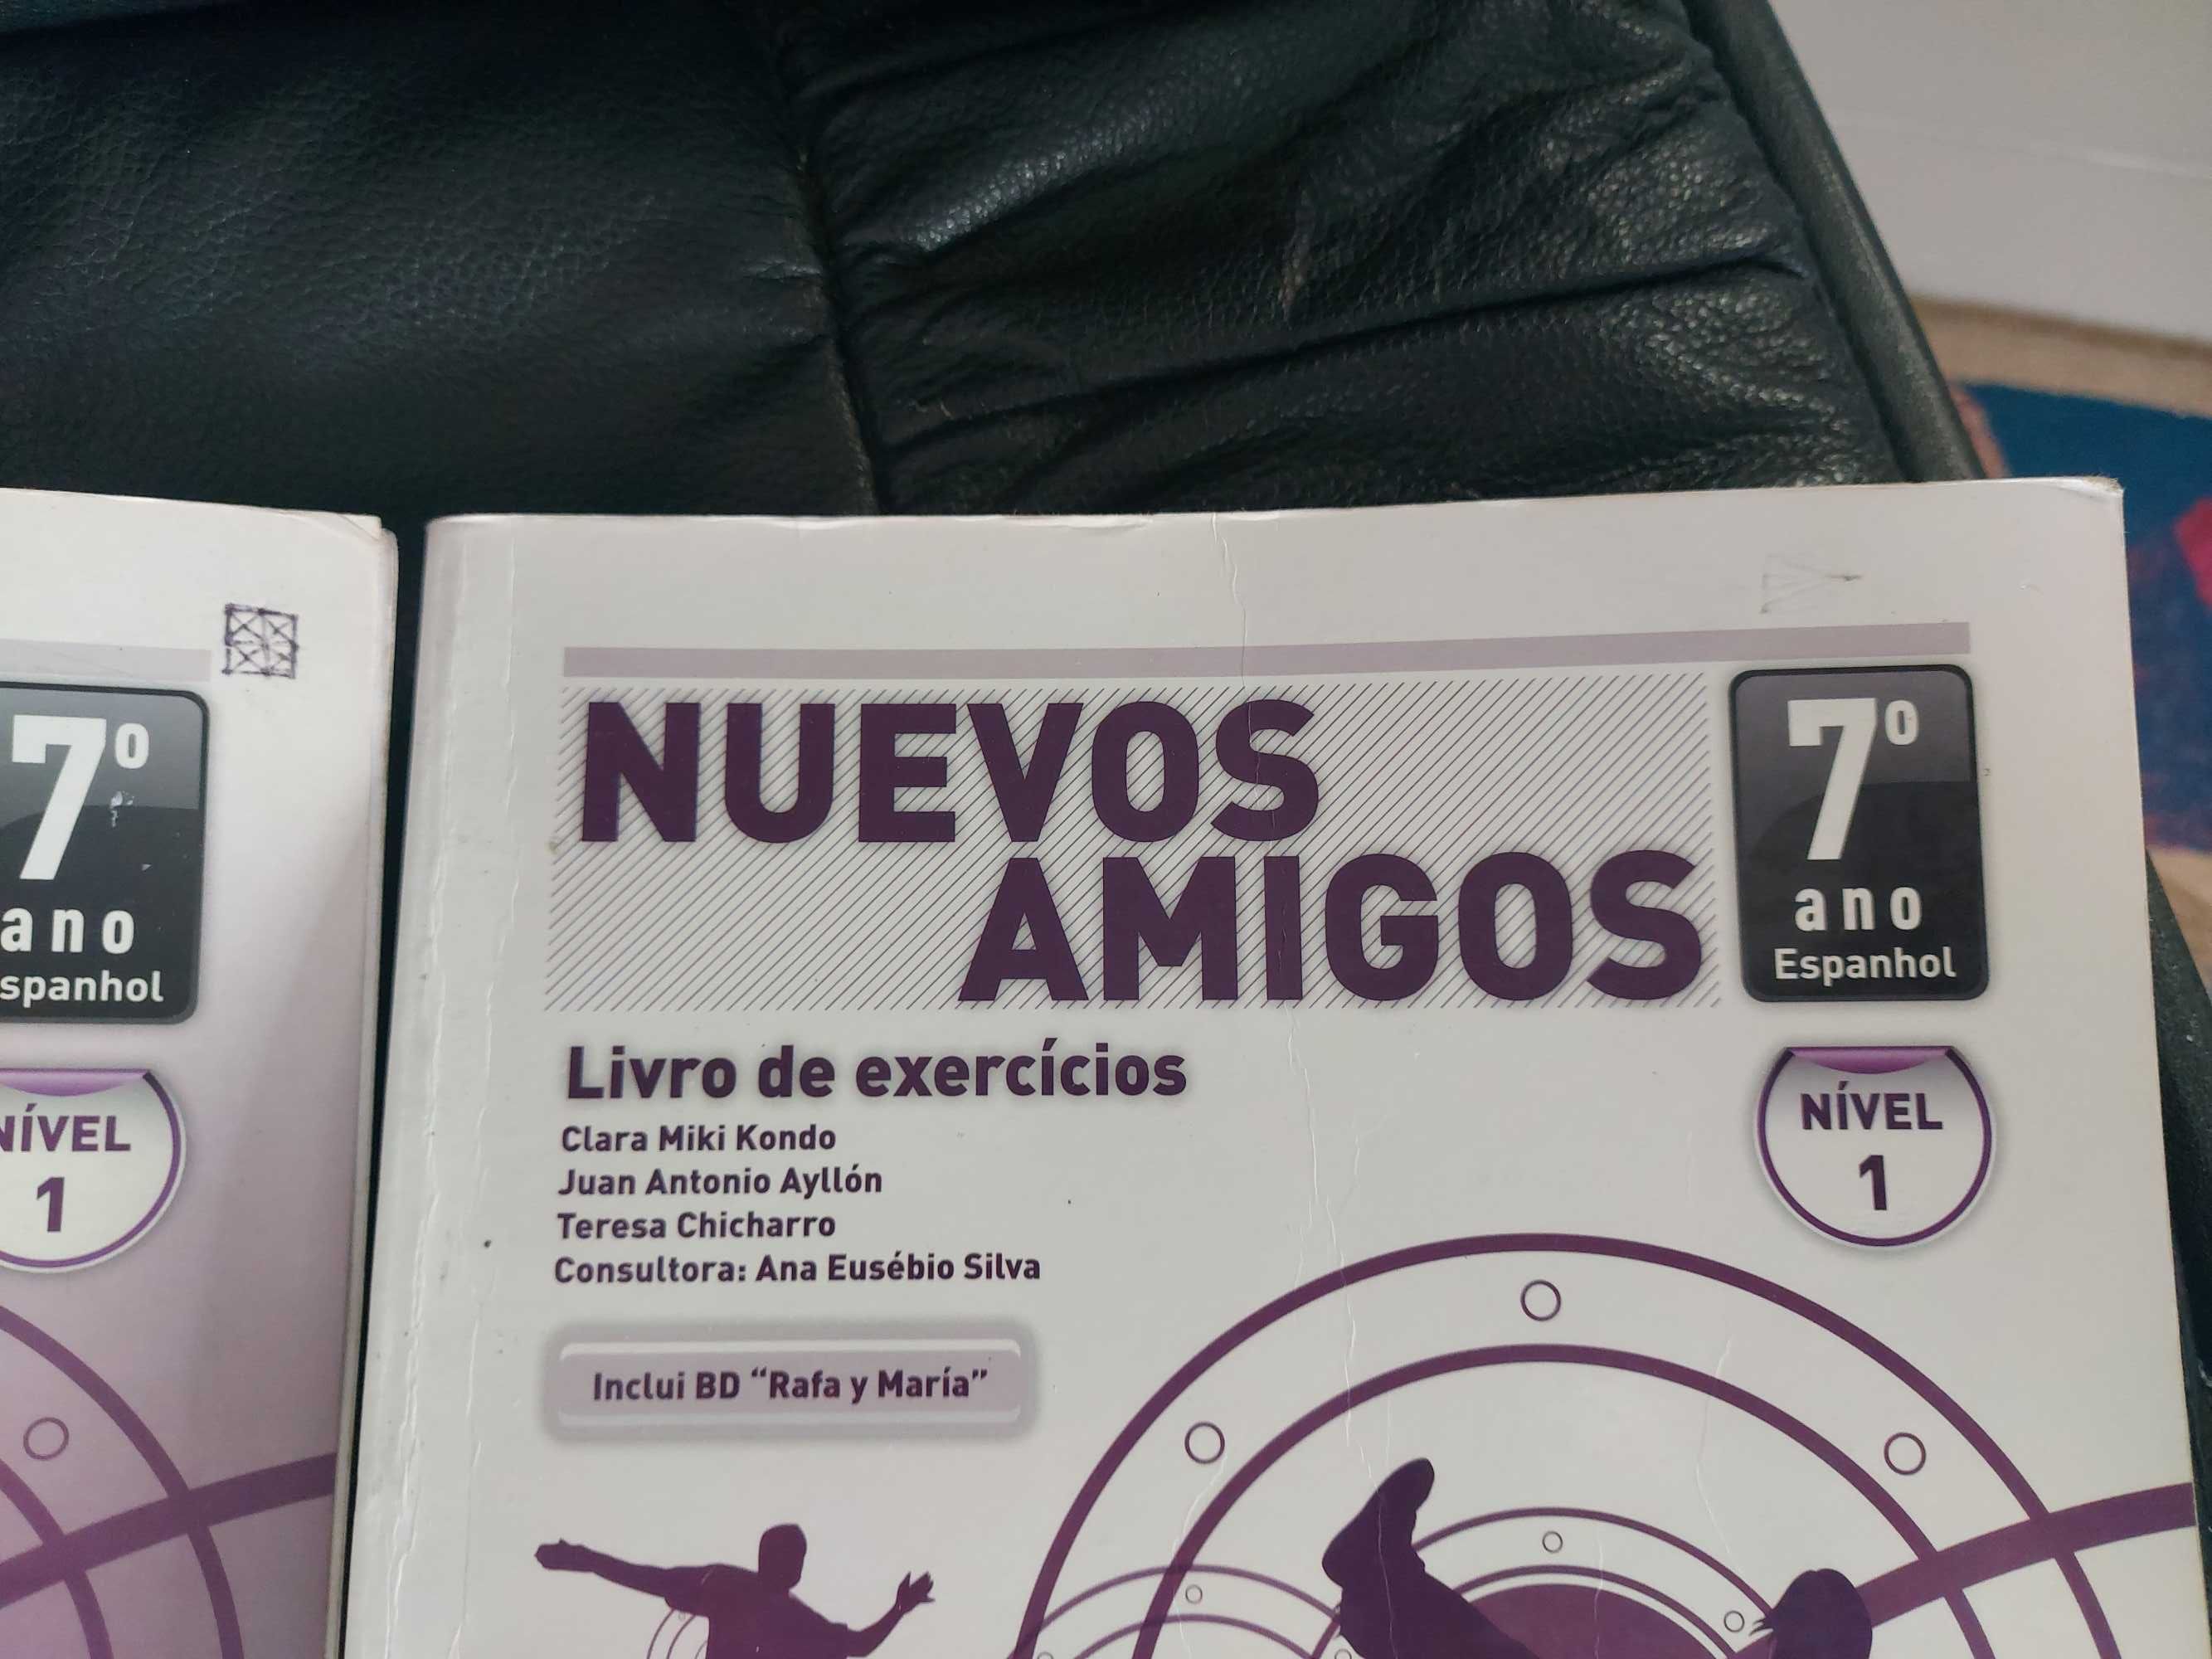 7º
ano
spanhol
NÍVEL
1
NUEVOS
AMIGOS
7º
ano
Espanhol
Livro de exercícios
Clara Miki Kondo
Juan Antonio Ayllón
Teresa Chicharro
Consultora: Ana Eusébio Silva
Inclui BD “Rafa y María”
NÍVEL
1